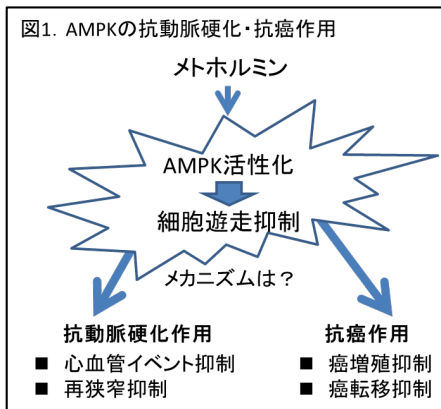 図1. AMPKの抗動脈硬化・抗癌作用
メトホルミン
AMPK活性化
細胞遊走抑制
メカニズムは？
抗動脈硬化作用
■ 心血管イベント抑制
■ 再狭窄抑制
抗癌作用
■ 癌増殖抑制
■ 癌転移抑制